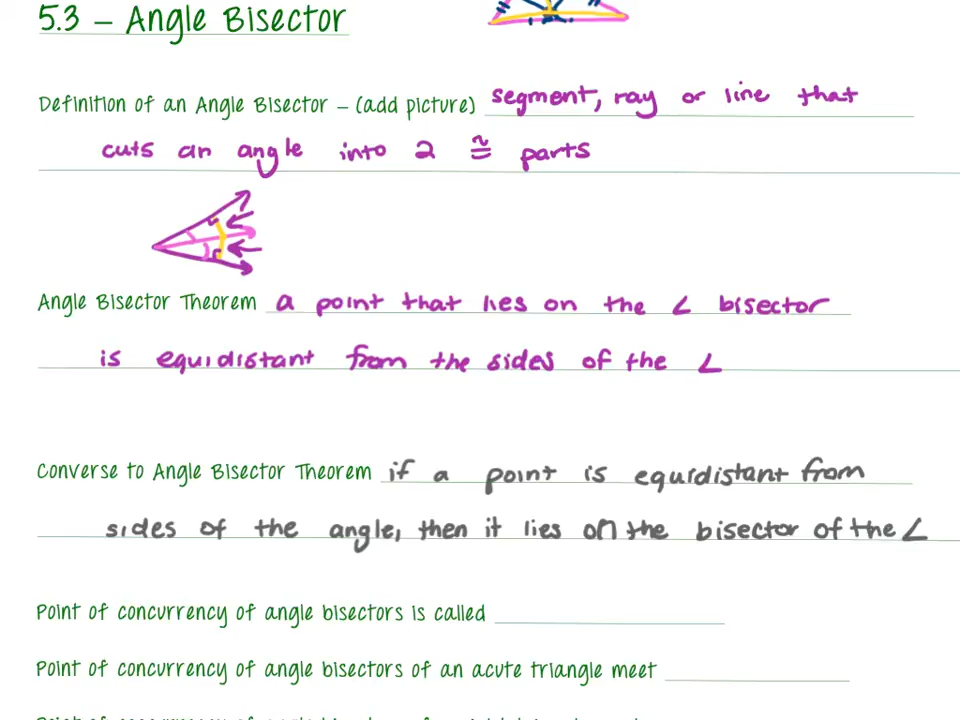 5.3 – Angle Bisector
Definition of an Angle Bisector – (add picture) segment, ray or line that
cuts an angle into 2 ≅ parts
Angle Bisector Theorem a point that lies on the ∠ bisector
is equidistant from the sides of the ∠
Converse to Angle Bisector Theorem if a point is equidistant from
sides of the angle, then it lies on the bisector of the ∠
Point of concurrency of angle bisectors is called
Point of concurrency of angle bisectors of an acute triangle meet